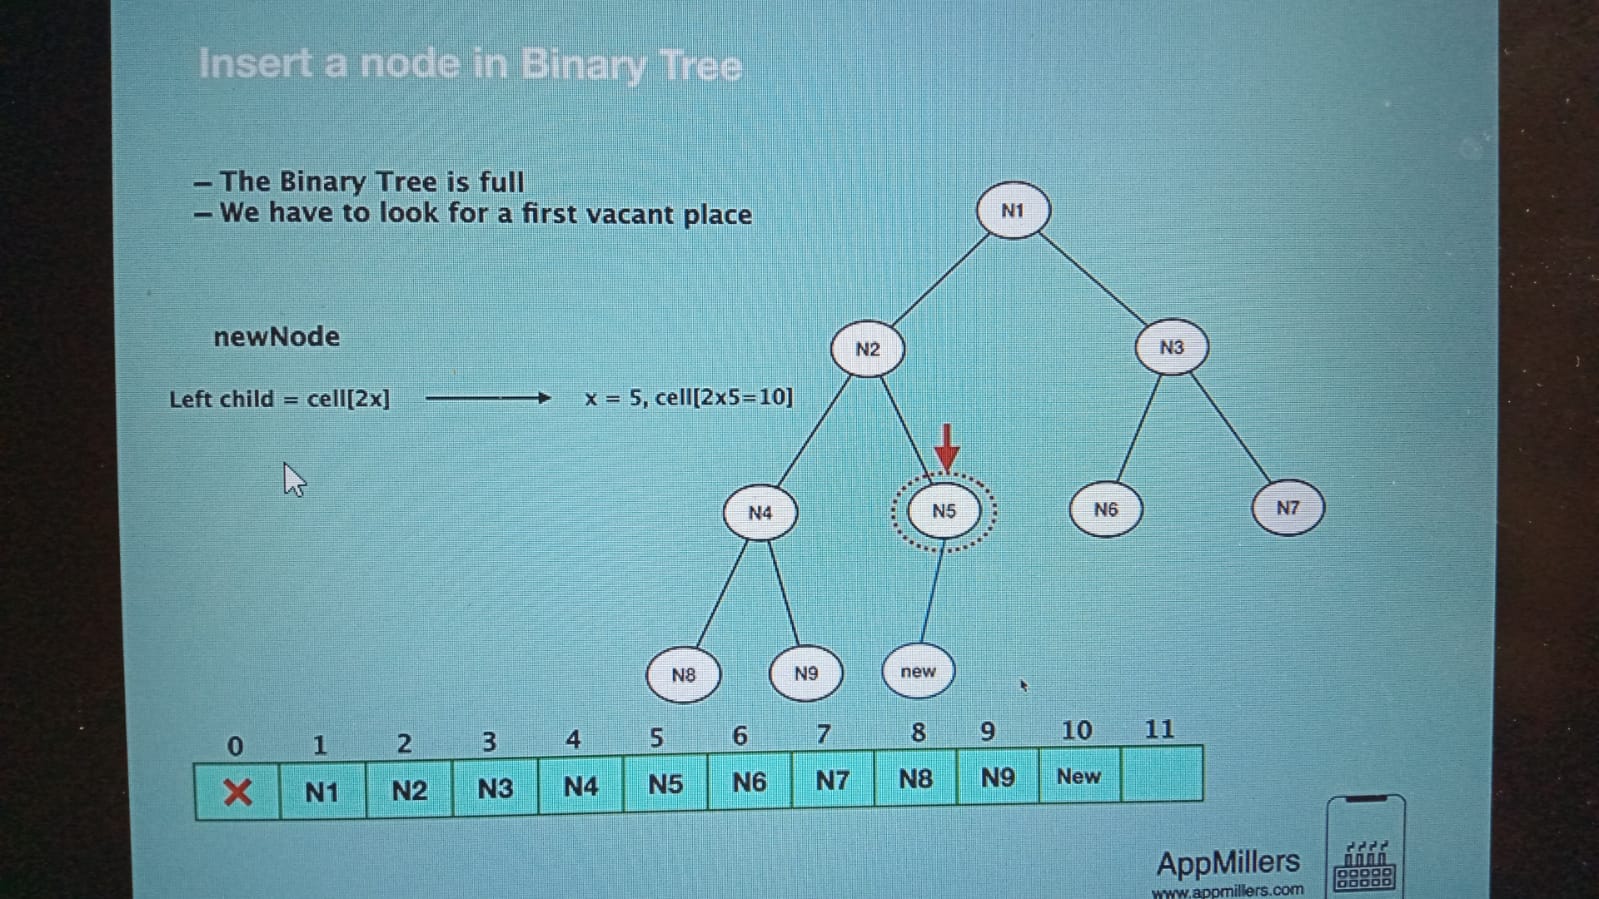 Insert a node in Binary Tree
– The Binary Tree is full
– We have to look for a first vacant place
newNode
Left child = cell[2x]
x = 5, cell[2x5=10]
N1
N2
N3
N4
N5
N6
N7
N8
N9
new
0 1 2 3 4 5 6 7 8 9 10 11
N1 N2 N3 N4 N5 N6 N7 N8 N9 New
AppMillers
www.appmillers.com